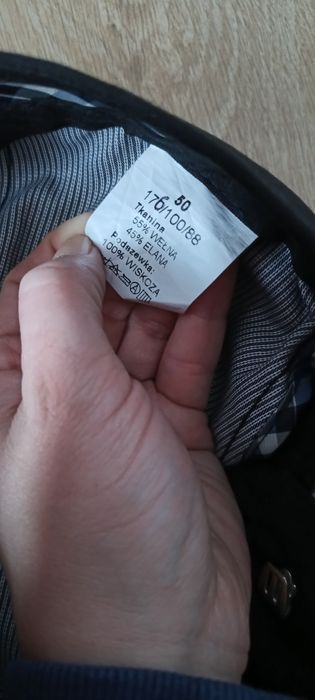 50
176/100/88
Tkanina
55% WEŁNA
45% ELANA
Podszewka:
100% WISKOZA